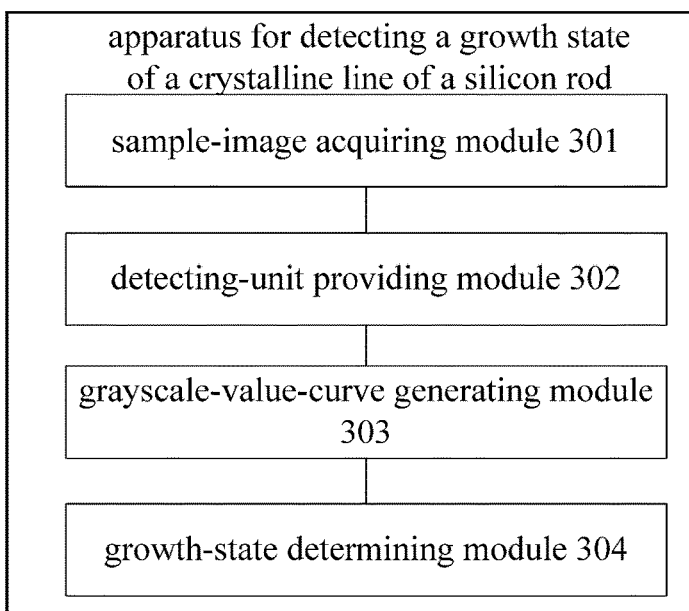 apparatus for detecting a growth state
of a crystalline line of a silicon rod
sample-image acquiring module 301
detecting-unit providing module 302
grayscale-value-curve generating module
303
growth-state determining module 304